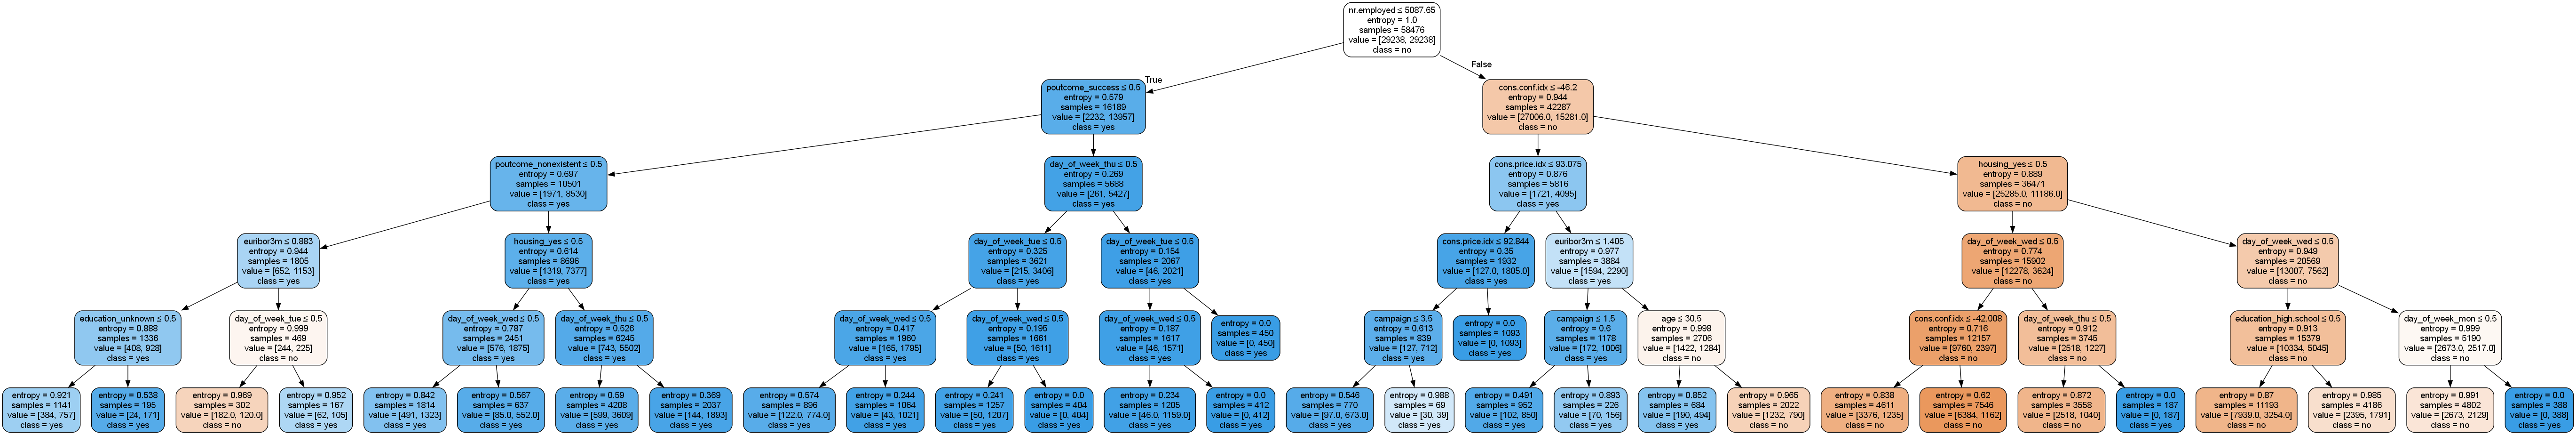 nr.employed ≤ 5087.65
entropy = 1.0
samples = 58476
value = [29238, 29238]
class = no
True
False
poutcome_success ≤ 0.5
entropy = 0.579
samples = 16189
value = [2232, 13957]
class = yes
cons.conf.idx ≤ -46.2
entropy = 0.944
samples = 42287
value = [27006.0, 15281.0]
class = no
poutcome_nonexistent ≤ 0.5
entropy = 0.697
samples = 10501
value = [1971, 8530]
class = yes
day_of_week_thu ≤ 0.5
entropy = 0.269
samples = 5688
value = [261, 5427]
class = yes
cons.price.idx ≤ 93.075
entropy = 0.876
samples = 5816
value = [1721, 4095]
class = yes
housing_yes ≤ 0.5
entropy = 0.889
samples = 36471
value = [25285.0, 11186.0]
class = no
euribor3m ≤ 0.883
entropy = 0.944
samples = 1805
value = [652, 1153]
class = yes
housing_yes ≤ 0.5
entropy = 0.614
samples = 8696
value = [1319, 7377]
class = yes
day_of_week_tue ≤ 0.5
entropy = 0.325
samples = 3621
value = [215, 3406]
class = yes
day_of_week_tue ≤ 0.5
entropy = 0.154
samples = 2067
value = [46, 2021]
class = yes
cons.price.idx ≤ 92.844
entropy = 0.35
samples = 1932
value = [127.0, 1805.0]
class = yes
euribor3m ≤ 1.405
entropy = 0.977
samples = 3884
value = [1594, 2290]
class = yes
day_of_week_wed ≤ 0.5
entropy = 0.774
samples = 15902
value = [12278, 3624]
class = no
day_of_week_wed ≤ 0.5
entropy = 0.949
samples = 20569
value = [13007, 7562]
class = no
education_unknown ≤ 0.5
entropy = 0.888
samples = 1336
value = [408, 928]
class = yes
day_of_week_tue ≤ 0.5
entropy = 0.999
samples = 469
value = [244, 225]
class = no
day_of_week_wed ≤ 0.5
entropy = 0.787
samples = 2451
value = [576, 1875]
class = yes
day_of_week_thu ≤ 0.5
entropy = 0.526
samples = 6245
value = [743, 5502]
class = yes
day_of_week_wed ≤ 0.5
entropy = 0.417
samples = 1960
value = [165, 1795]
class = yes
day_of_week_wed ≤ 0.5
entropy = 0.195
samples = 1661
value = [50, 1611]
class = yes
day_of_week_wed ≤ 0.5
entropy = 0.187
samples = 1617
value = [46, 1571]
class = yes
entropy = 0.0
samples = 450
value = [0, 450]
class = yes
campaign ≤ 3.5
entropy = 0.613
samples = 839
value = [127, 712]
class = yes
entropy = 0.0
samples = 1093
value = [0, 1093]
class = yes
campaign ≤ 1.5
entropy = 0.6
samples = 1178
value = [172, 1006]
class = yes
age ≤ 30.5
entropy = 0.998
samples = 2706
value = [1422, 1284]
class = no
cons.conf.idx ≤ -42.008
entropy = 0.716
samples = 12157
value = [9760, 2397]
class = no
day_of_week_thu ≤ 0.5
entropy = 0.912
samples = 3745
value = [2518, 1227]
class = no
education_high.school ≤ 0.5
entropy = 0.913
samples = 15379
value = [10334, 5045]
class = no
day_of_week_mon ≤ 0.5
entropy = 0.999
samples = 5190
value = [2673.0, 2517.0]
class = no
entropy = 0.921
samples = 1141
value = [384, 757]
class = yes
entropy = 0.538
samples = 195
value = [24, 171]
class = yes
entropy = 0.969
samples = 302
value = [182.0, 120.0]
class = no
entropy = 0.952
samples = 167
value = [62, 105]
class = yes
entropy = 0.842
samples = 1814
value = [491, 1323]
class = yes
entropy = 0.567
samples = 637
value = [85.0, 552.0]
class = yes
entropy = 0.59
samples = 4208
value = [599, 3609]
class = yes
entropy = 0.369
samples = 2037
value = [144, 1893]
class = yes
entropy = 0.574
samples = 896
value = [122.0, 774.0]
class = yes
entropy = 0.244
samples = 1064
value = [43, 1021]
class = yes
entropy = 0.241
samples = 1257
value = [50, 1207]
class = yes
entropy = 0.0
samples = 404
value = [0, 404]
class = yes
entropy = 0.234
samples = 1205
value = [46.0, 1159.0]
class = yes
entropy = 0.0
samples = 412
value = [0, 412]
class = yes
entropy = 0.546
samples = 770
value = [97.0, 673.0]
class = yes
entropy = 0.988
samples = 69
value = [30, 39]
class = yes
entropy = 0.491
samples = 952
value = [102, 850]
class = yes
entropy = 0.893
samples = 226
value = [70, 156]
class = yes
entropy = 0.852
samples = 684
value = [190, 494]
class = yes
entropy = 0.965
samples = 2022
value = [1232, 790]
class = no
entropy = 0.838
samples = 4611
value = [3376, 1235]
class = no
entropy = 0.62
samples = 7546
value = [6384, 1162]
class = no
entropy = 0.872
samples = 3558
value = [2518, 1040]
class = no
entropy = 0.0
samples = 187
value = [0, 187]
class = yes
entropy = 0.87
samples = 11193
value = [7939.0, 3254.0]
class = no
entropy = 0.985
samples = 4186
value = [2395, 1791]
class = no
entropy = 0.991
samples = 4802
value = [2673, 2129]
class = no
entropy = 0.0
samples = 388
value = [0, 388]
class = yes